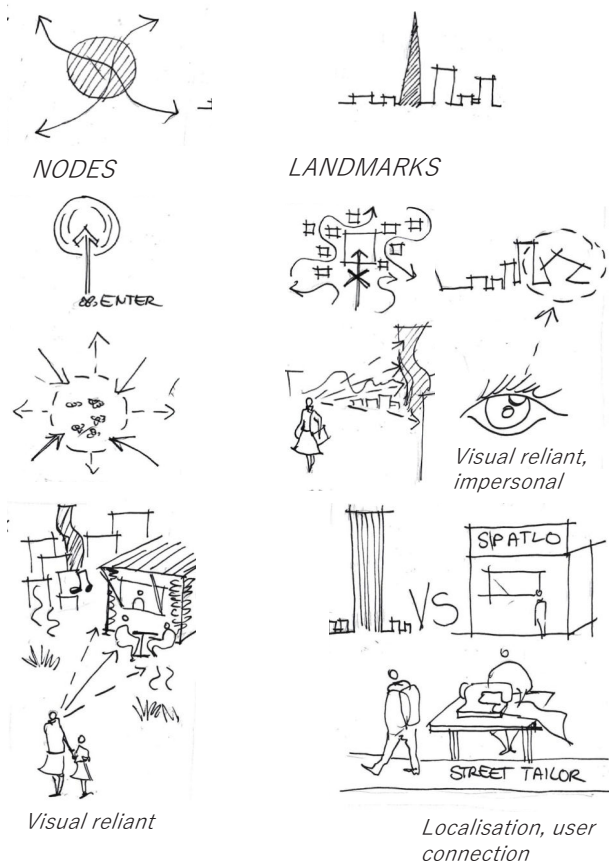 NODES
LANDMARKS
ENTER
Visual reliant,
impersonal
SPATLO
VS
STREET TAILOR
Visual reliant
Localisation, user
connection